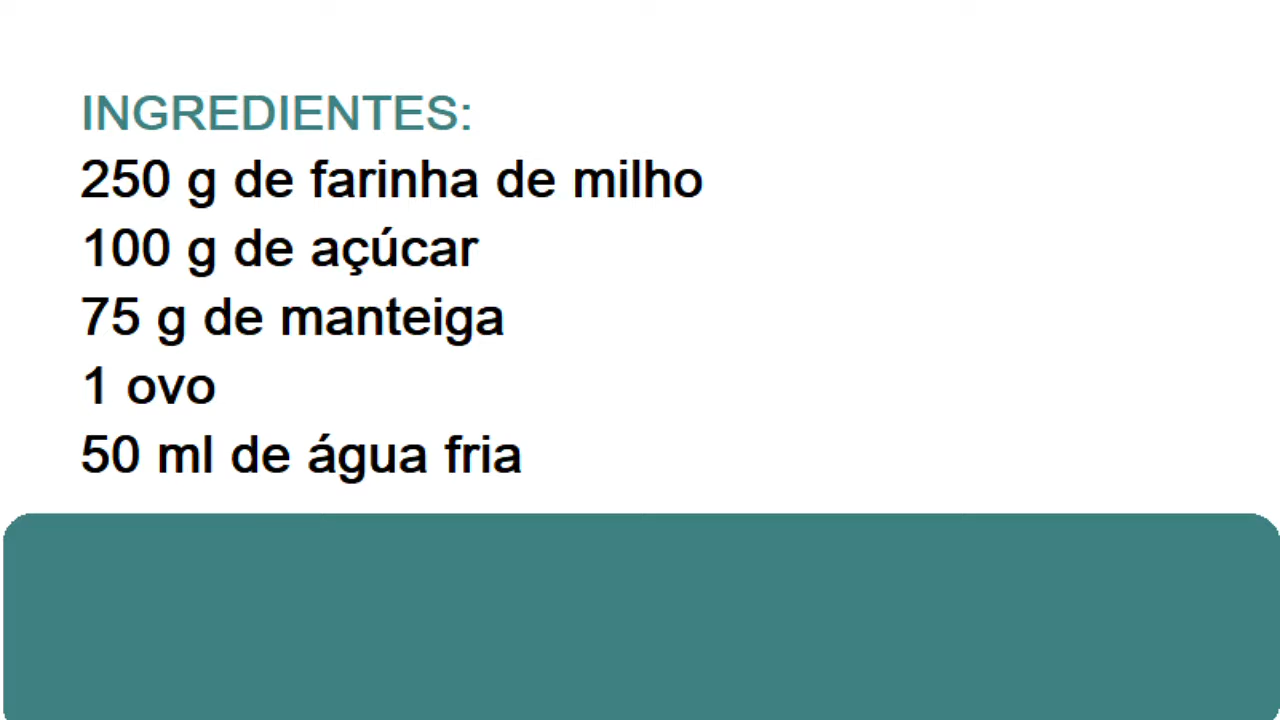 INGREDIENTES:
250 g de farinha de milho
100 g de açúcar
75 g de manteiga
1 ovo
50 ml de água fria